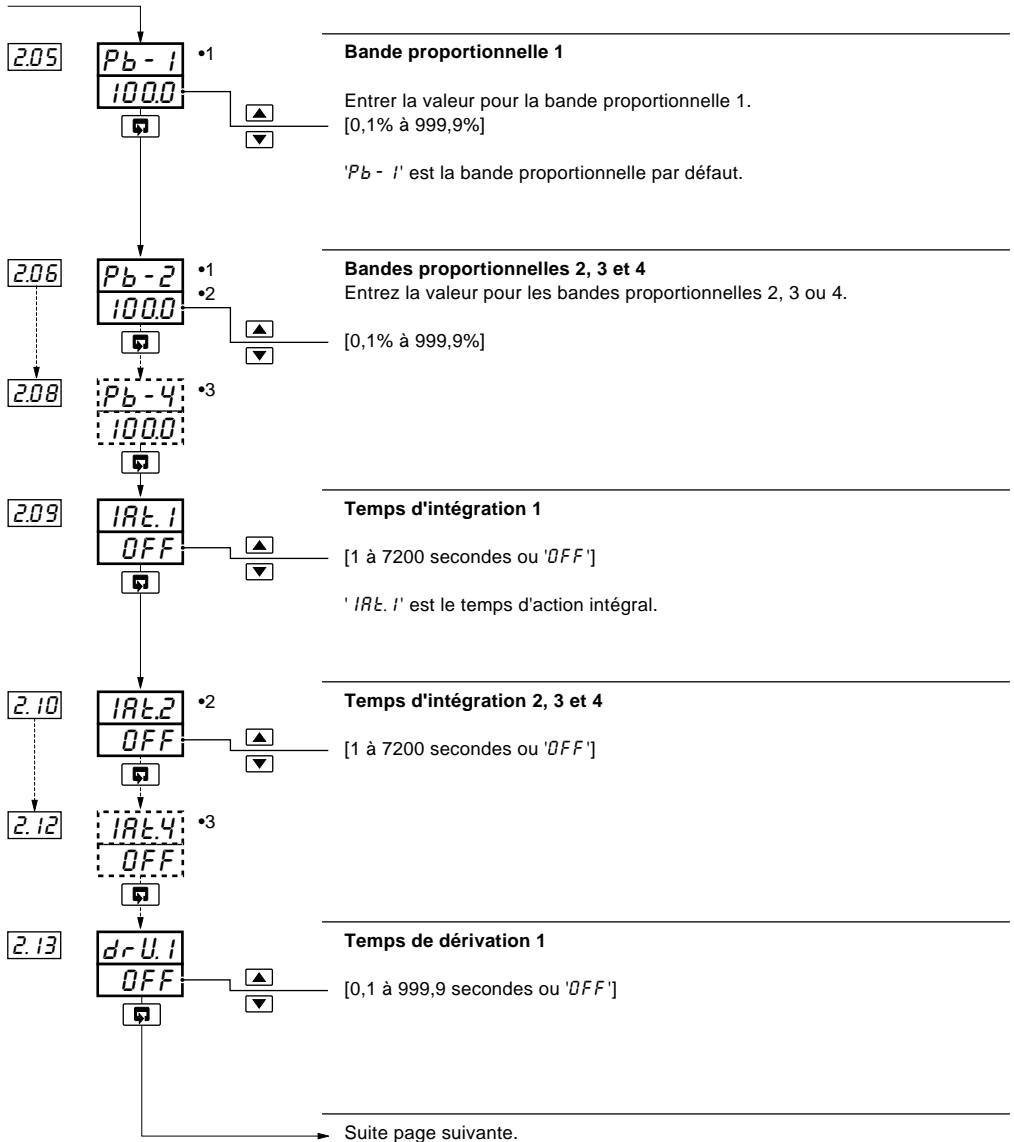 2.05
Pb-1 •1
100.0
Bande proportionnelle 1
Entrer la valeur pour la bande proportionnelle 1.
[0,1% à 999,9%]
'Pb-1' est la bande proportionnelle par défaut.
2.06
Pb-2 •1
100.0 •2
Bandes proportionnelles 2, 3 et 4
Entrez la valeur pour les bandes proportionnelles 2, 3 ou 4.
[0,1% à 999,9%]
2.08
Pb-4 •3
100.0
2.09
IAt.1
OFF
Temps d'intégration 1
[1 à 7200 secondes ou 'OFF']
' IAt.1' est le temps d'action intégral.
2.10
IAt.2 •2
OFF
Temps d'intégration 2, 3 et 4
[1 à 7200 secondes ou 'OFF']
2.12
IAt.4 •3
OFF
2.13
drU.1
OFF
Temps de dérivation 1
[0,1 à 999,9 secondes ou 'OFF']
Suite page suivante.